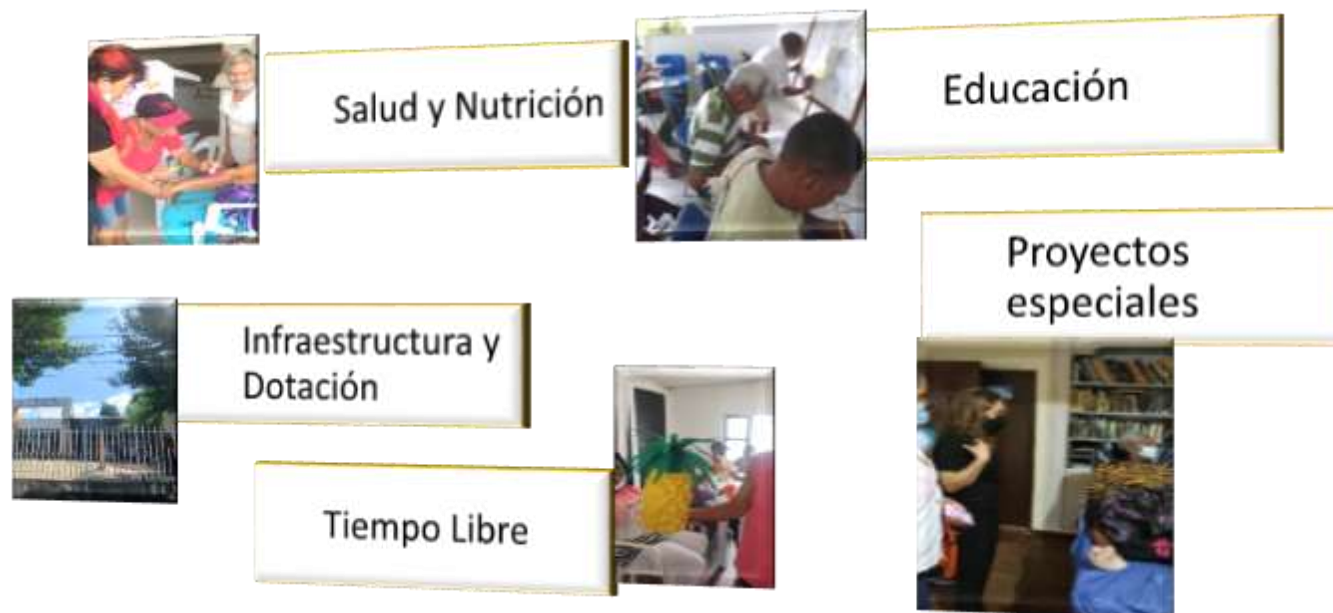 Salud y Nutrición
Educación
Proyectos
especiales
Infraestructura y
Dotación
Tiempo Libre